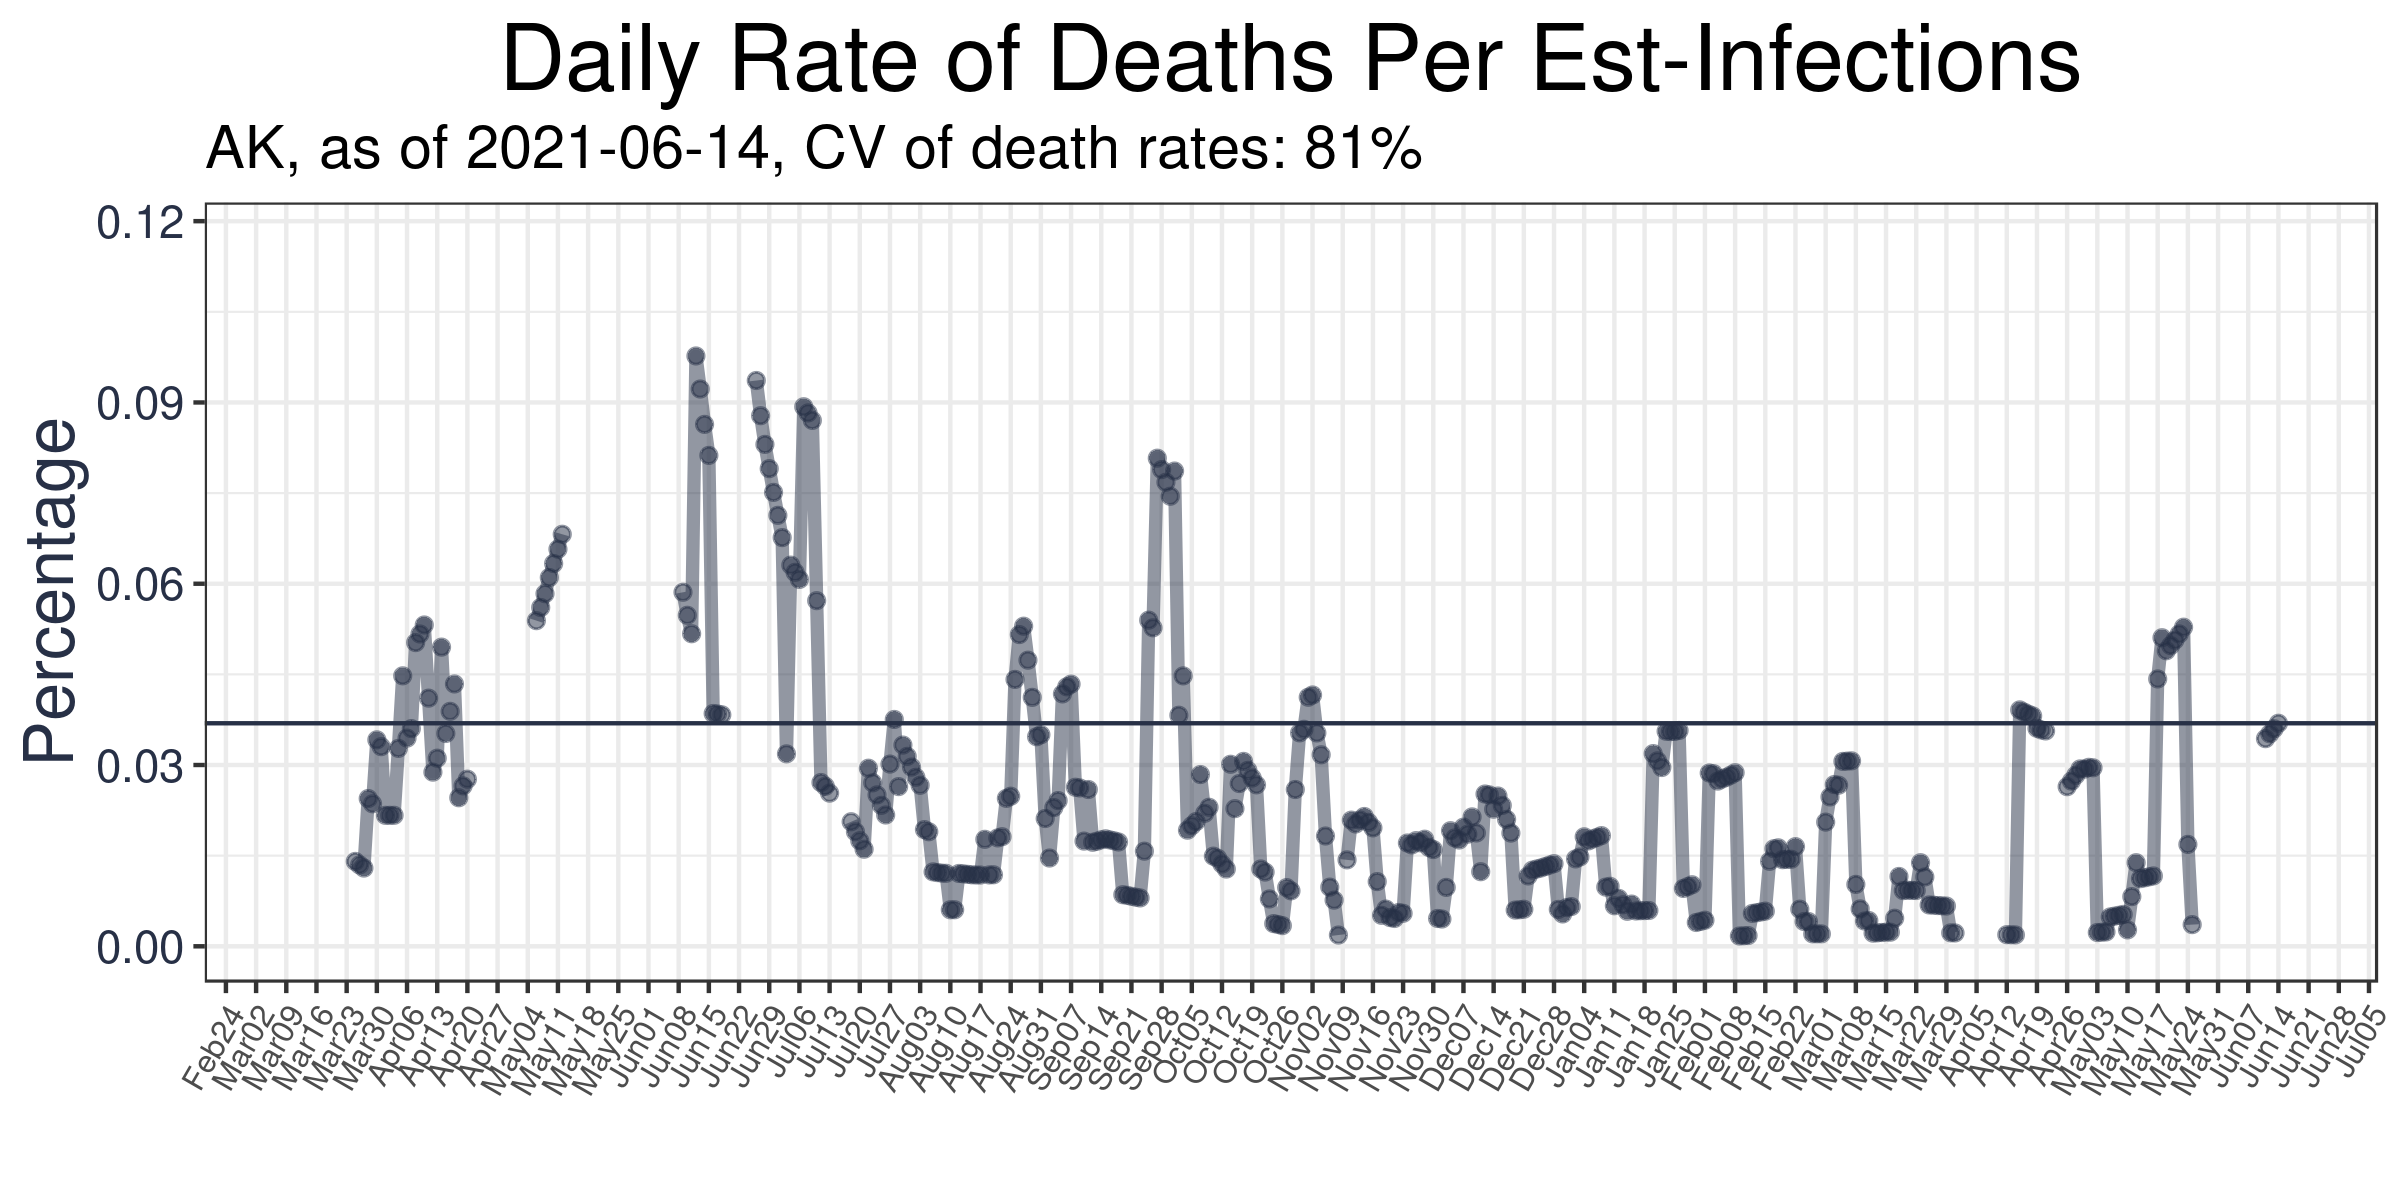 Daily Rate of Deaths Per Est-Infections
AK, as of 2021-06-14, CV of death rates: 81%
Percentage
0.12
0.09
0.06
0.03
0.00
Feb24
Mar02
Mar09
Mar16
Mar23
Mar30
Apr06
Apr13
Apr20
Apr27
May04
May11
May18
May25
Jun01
Jun08
Jun15
Jun22
Jun29
Jul06
Jul13
Jul20
Jul27
Aug03
Aug10
Aug17
Aug24
Aug31
Sep07
Sep14
Sep21
Sep28
Oct05
Oct12
Oct19
Oct26
Nov02
Nov09
Nov16
Nov23
Nov30
Dec07
Dec14
Dec21
Dec28
Jan04
Jan11
Jan18
Jan25
Feb01
Feb08
Feb15
Feb22
Mar01
Mar08
Mar15
Mar22
Mar29
Apr05
Apr12
Apr19
Apr26
May03
May10
May17
May24
May31
Jun07
Jun14
Jun21
Jun28
Jul05